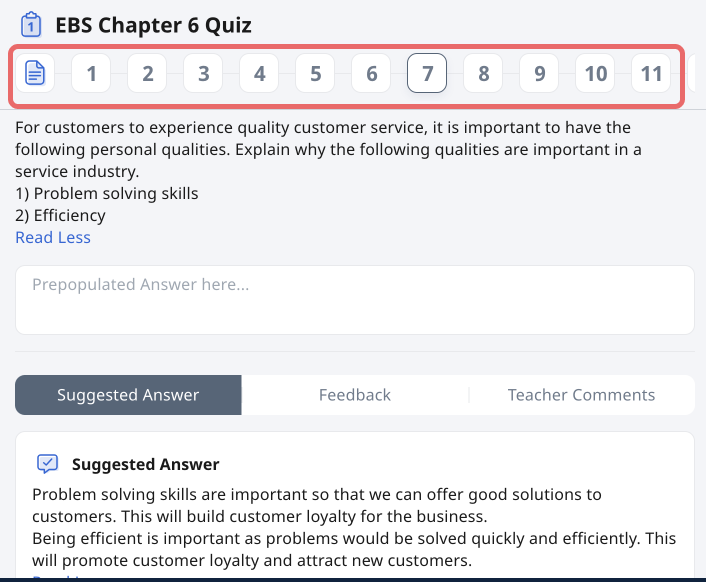 1
EBS Chapter 6 Quiz
1 2 3 4 5 6 7 8 9 10 11
For customers to experience quality customer service, it is important to have the
following personal qualities. Explain why the following qualities are important in a
service industry.
1) Problem solving skills
2) Efficiency
Read Less
Prepopulated Answer here...
Suggested Answer
Feedback
Teacher Comments
Suggested Answer
Problem solving skills are important so that we can offer good solutions to
customers. This will build customer loyalty for the business.
Being efficient is important as problems would be solved quickly and efficiently. This
will promote customer loyalty and attract new customers.